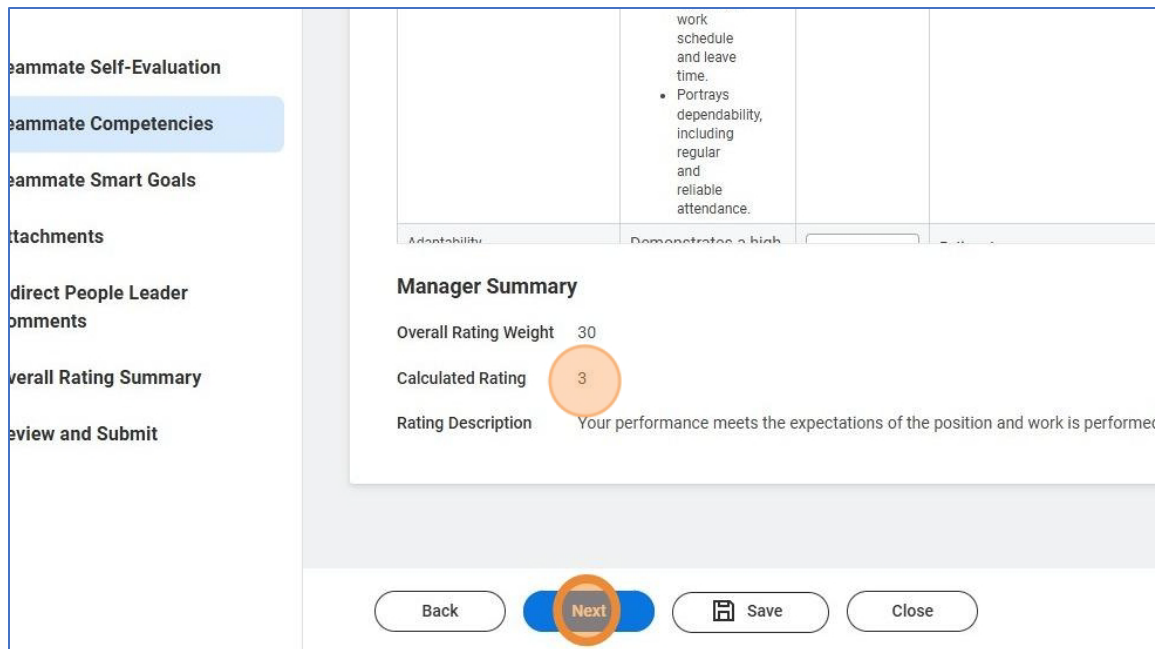 eammate Self-Evaluation
eammate Competencies
eammate Smart Goals
ttachments
direct People Leader
omments
verall Rating Summary
eview and Submit
work
schedule
and leave
time.
• Portrays
dependability,
including
regular
and
reliable
attendance.
Adaptability
Demonstrates a high
Manager Summary
Overall Rating Weight 30
Calculated Rating 3
Rating Description Your performance meets the expectations of the position and work is performed
Back
Next
Save
Close